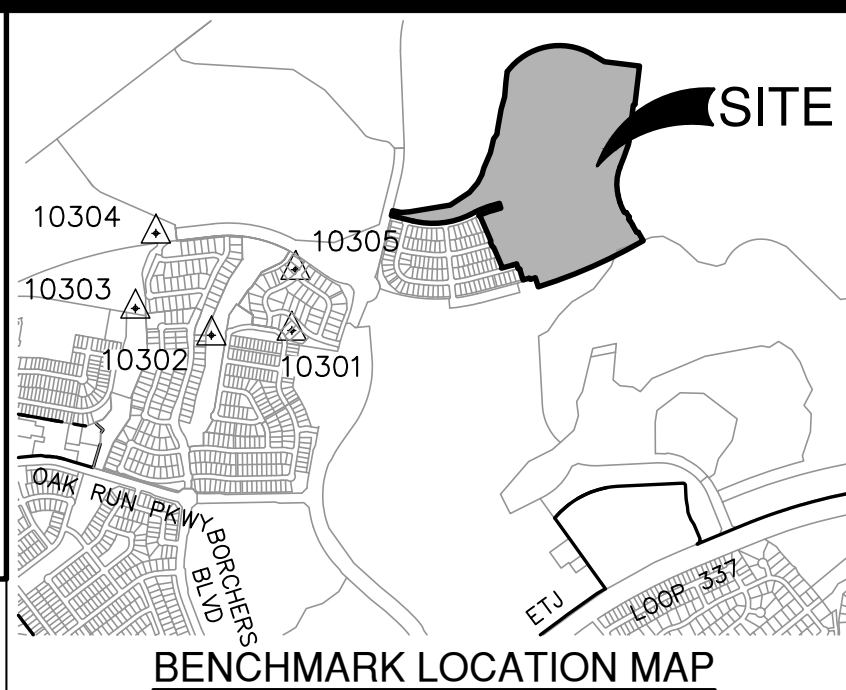 SITE
10304
10305
10303
10302
10301
OAK RUN PKWY
BORCHERS
BLVD
ETJ
LOOP 337
BENCHMARK LOCATION MAP